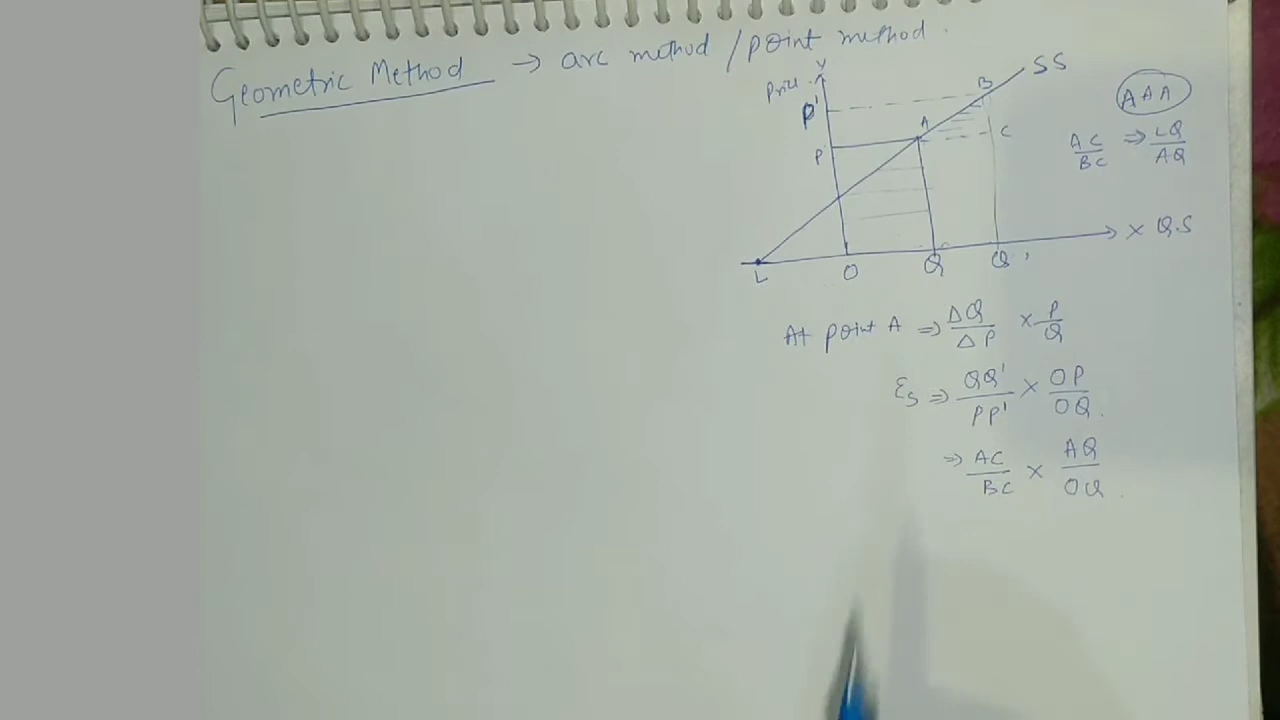 Geometric Method → arc method / point method.
Y
Price
SS
B
P'
AAA
A
C
P
AC/BC ⇒ LQ/AQ
X Q.S
L O Q Q'
At point A ⇒ ΔQ/ΔP × P/Q
Es ⇒ QQ'/PP' × OP/OQ.
⇒ AC/BC × AQ/OQ.